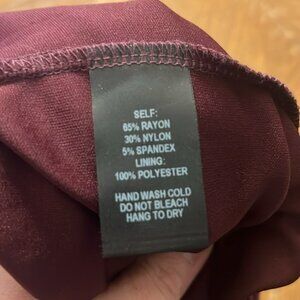 SELF:
65% RAYON
30% NYLON
5% SPANDEX
LINING:
100% POLYESTER
HAND WASH COLD
DO NOT BLEACH
HANG TO DRY